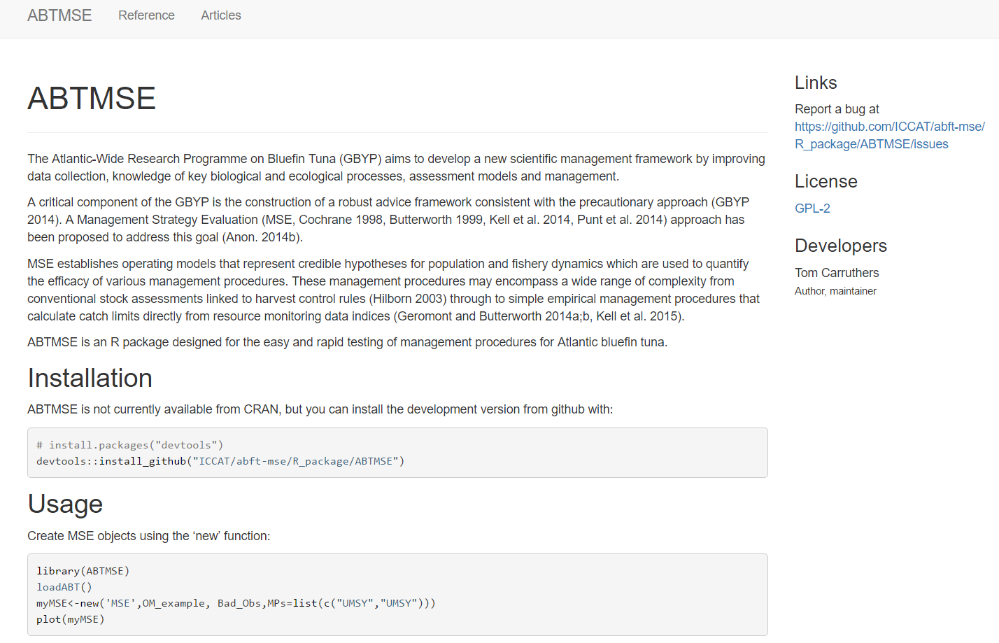 ABTMSE Reference Articles
ABTMSE
The Atlantic-Wide Research Programme on Bluefin Tuna (GBYP) aims to develop a new scientific management framework by improving
data collection, knowledge of key biological and ecological processes, assessment models and management.
A critical component of the GBYP is the construction of a robust advice framework consistent with the precautionary approach (GBYP
2014). A Management Strategy Evaluation (MSE, Cochrane 1998, Butterworth 1999, Kell et al. 2014, Punt et al. 2014) approach has
been proposed to address this goal (Anon. 2014b).
MSE establishes operating models that represent credible hypotheses for population and fishery dynamics which are used to quantify
the efficacy of various management procedures. These management procedures may encompass a wide range of complexity from
conventional stock assessments linked to harvest control rules (Hilborn 2003) through to simple empirical management procedures that
calculate catch limits directly from resource monitoring data indices (Geromont and Butterworth 2014a;b, Kell et al. 2015).
ABTMSE is an R package designed for the easy and rapid testing of management procedures for Atlantic bluefin tuna.
Installation
ABTMSE is not currently available from CRAN, but you can install the development version from github with:
# install.packages("devtools")
devtools::install_github("ICCAT/abft-mse/R_package/ABTMSE")
Usage
Create MSE objects using the ‘new’ function:
library(ABTMSE)
loadABT()
myMSE<-new('MSE',OM_example, Bad_Obs,MPs=list(c("UMSY","UMSY")))
plot(myMSE)
Links
Report a bug at
https://github.com/ICCAT/abft-mse/
R_package/ABTMSE/issues
License
GPL-2
Developers
Tom Carruthers
Author, maintainer